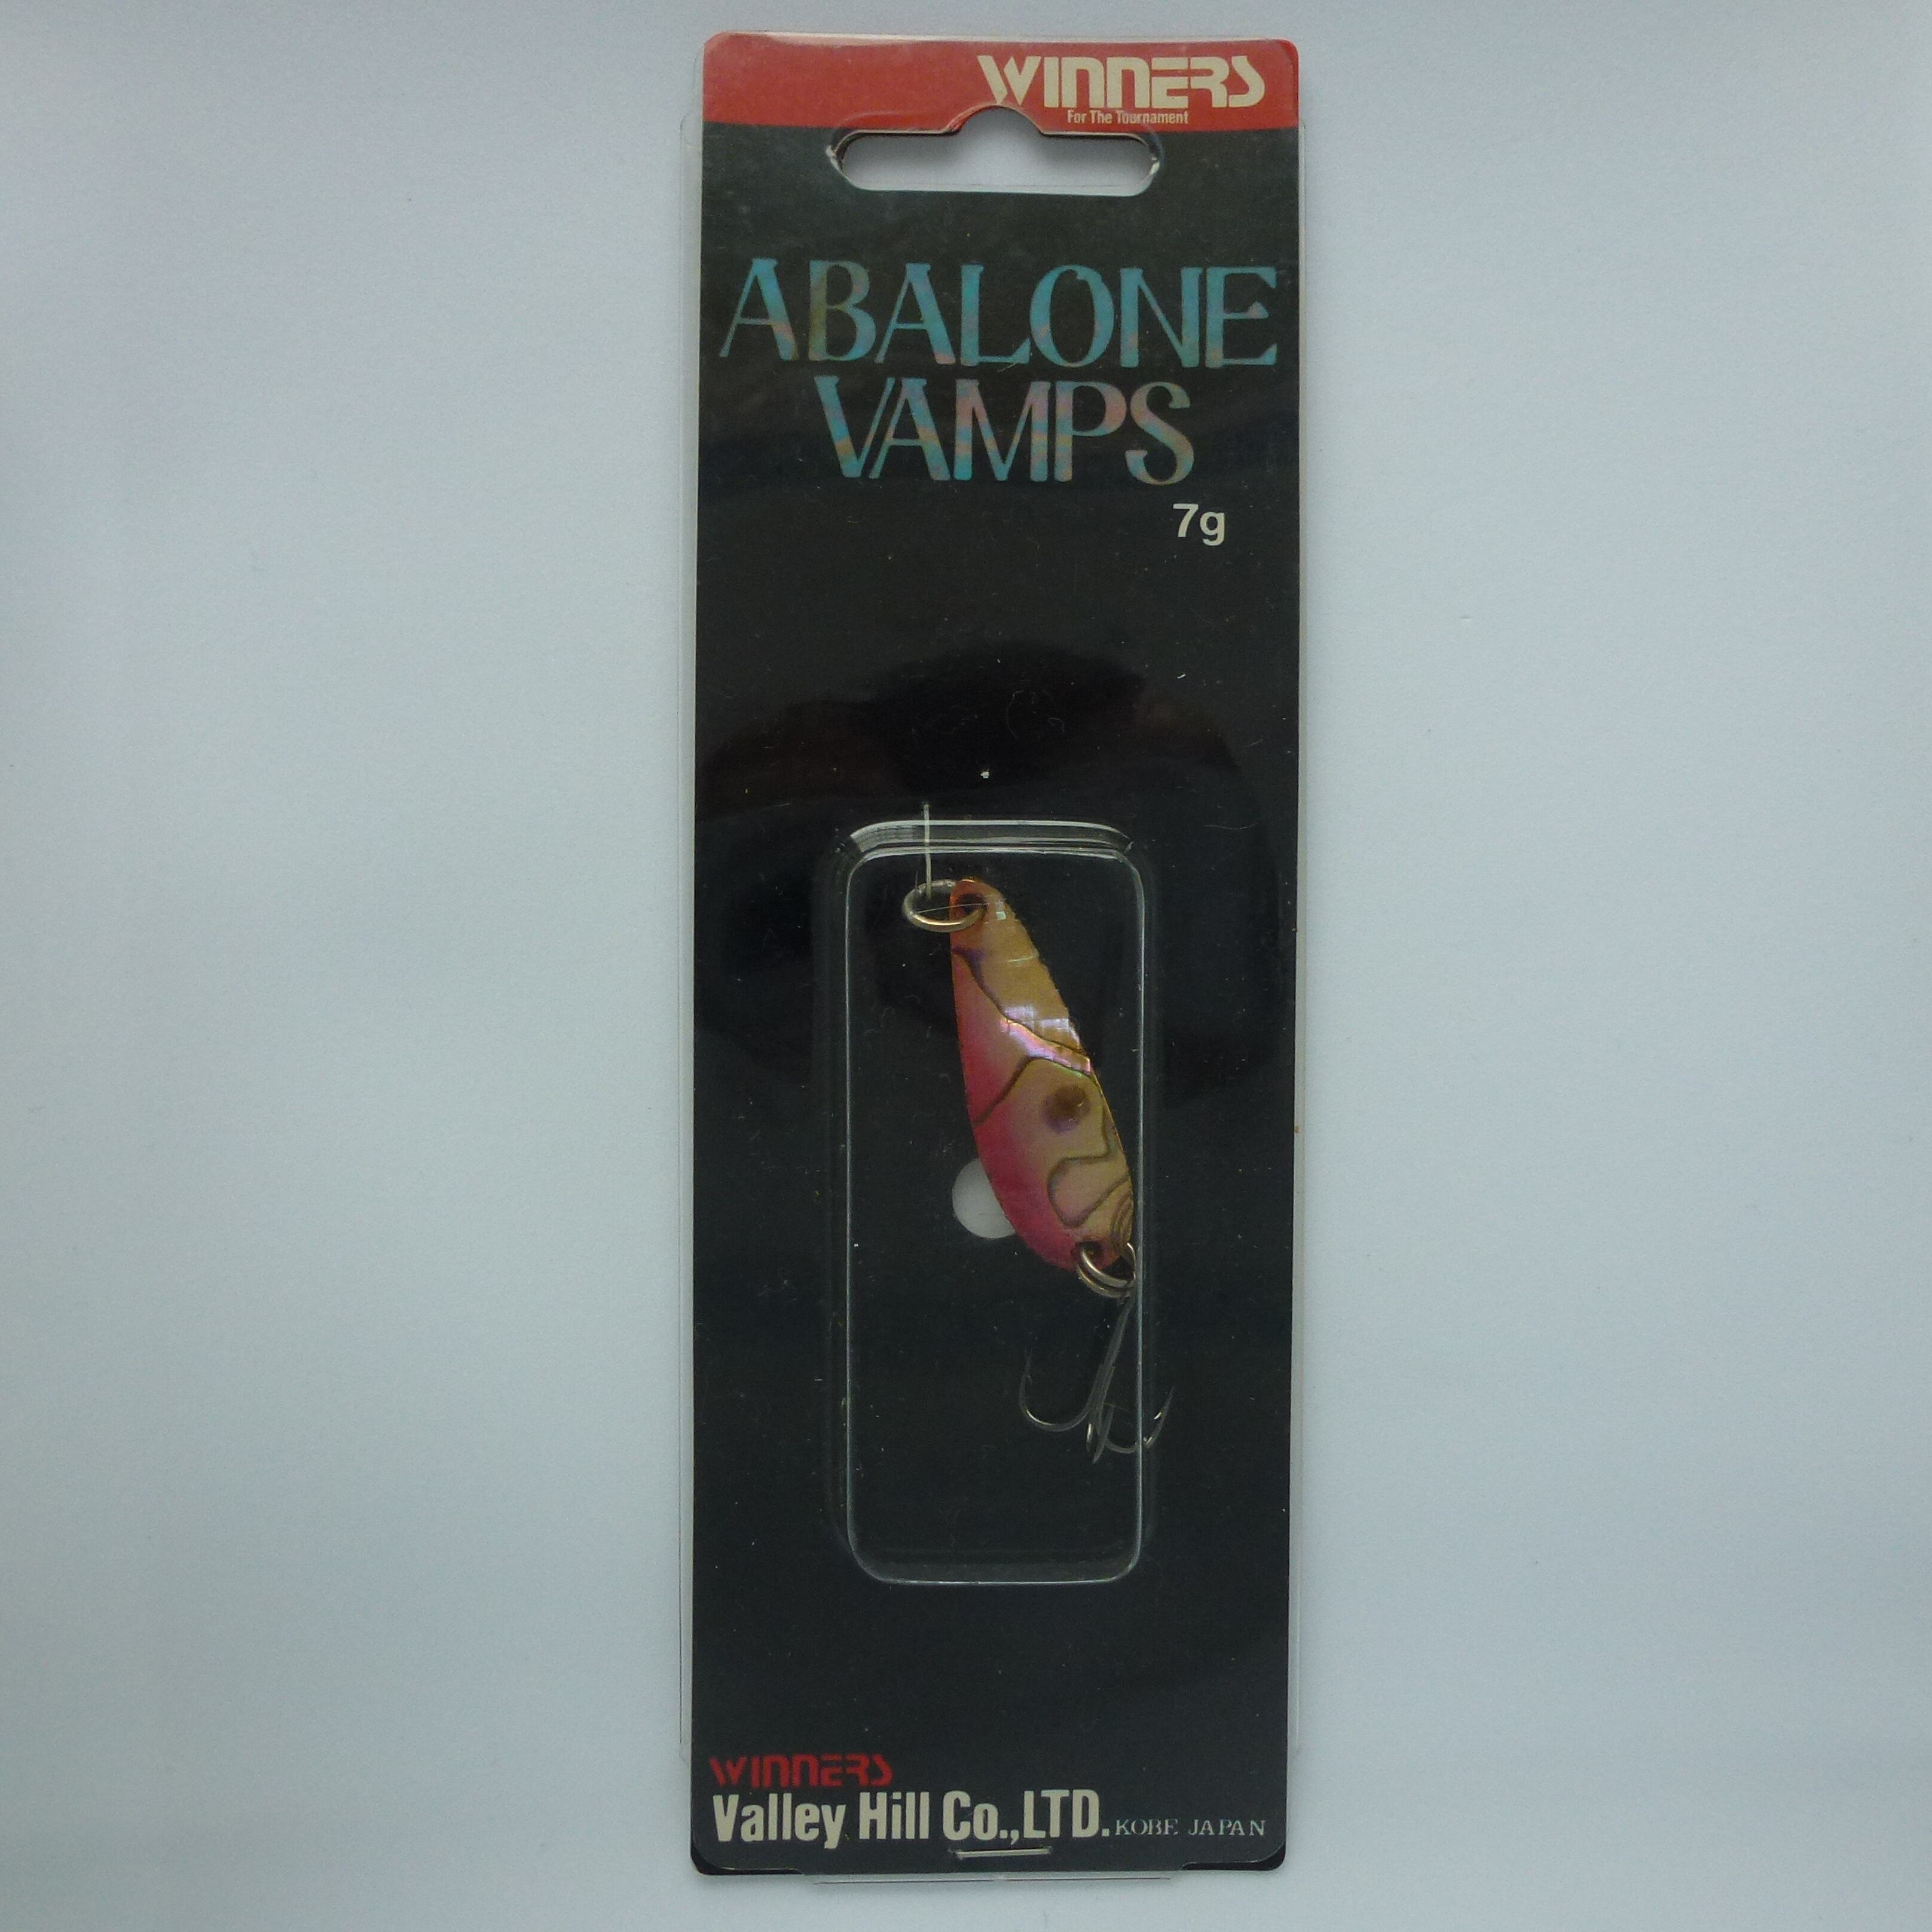 WINNERS
For The Tournament
ABALONE
VAMPS
7g
WINNERS
Valley Hill Co.,LTD. KOBE JAPAN